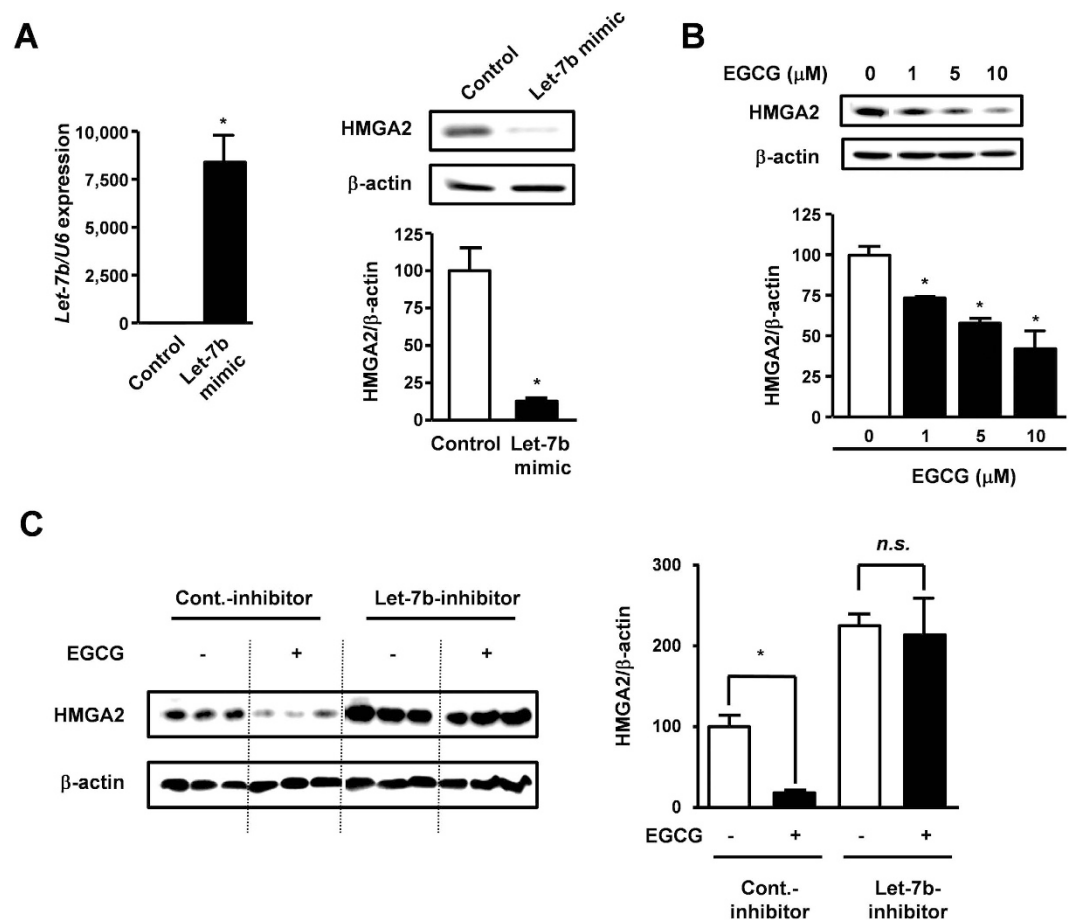 A
Let-7b/U6 expression
10,000
7,500
5,000
2,500
0
*
Control
Let-7b
mimic
Control
Let-7b mimic
HMGA2
β-actin
HMGA2/β-actin
125
100
75
50
25
0
*
Control
Let-7b
mimic
B
EGCG (μM) 0 1 5 10
HMGA2
β-actin
HMGA2/β-actin
125
100
75
50
25
0
*
*
*
0 1 5 10
EGCG (μM)
C
Cont.-inhibitor Let-7b-inhibitor
EGCG - + - +
HMGA2
β-actin
HMGA2/β-actin
300
200
100
0
*
n.s.
EGCG - + - +
Cont.-
inhibitor
Let-7b-
inhibitor